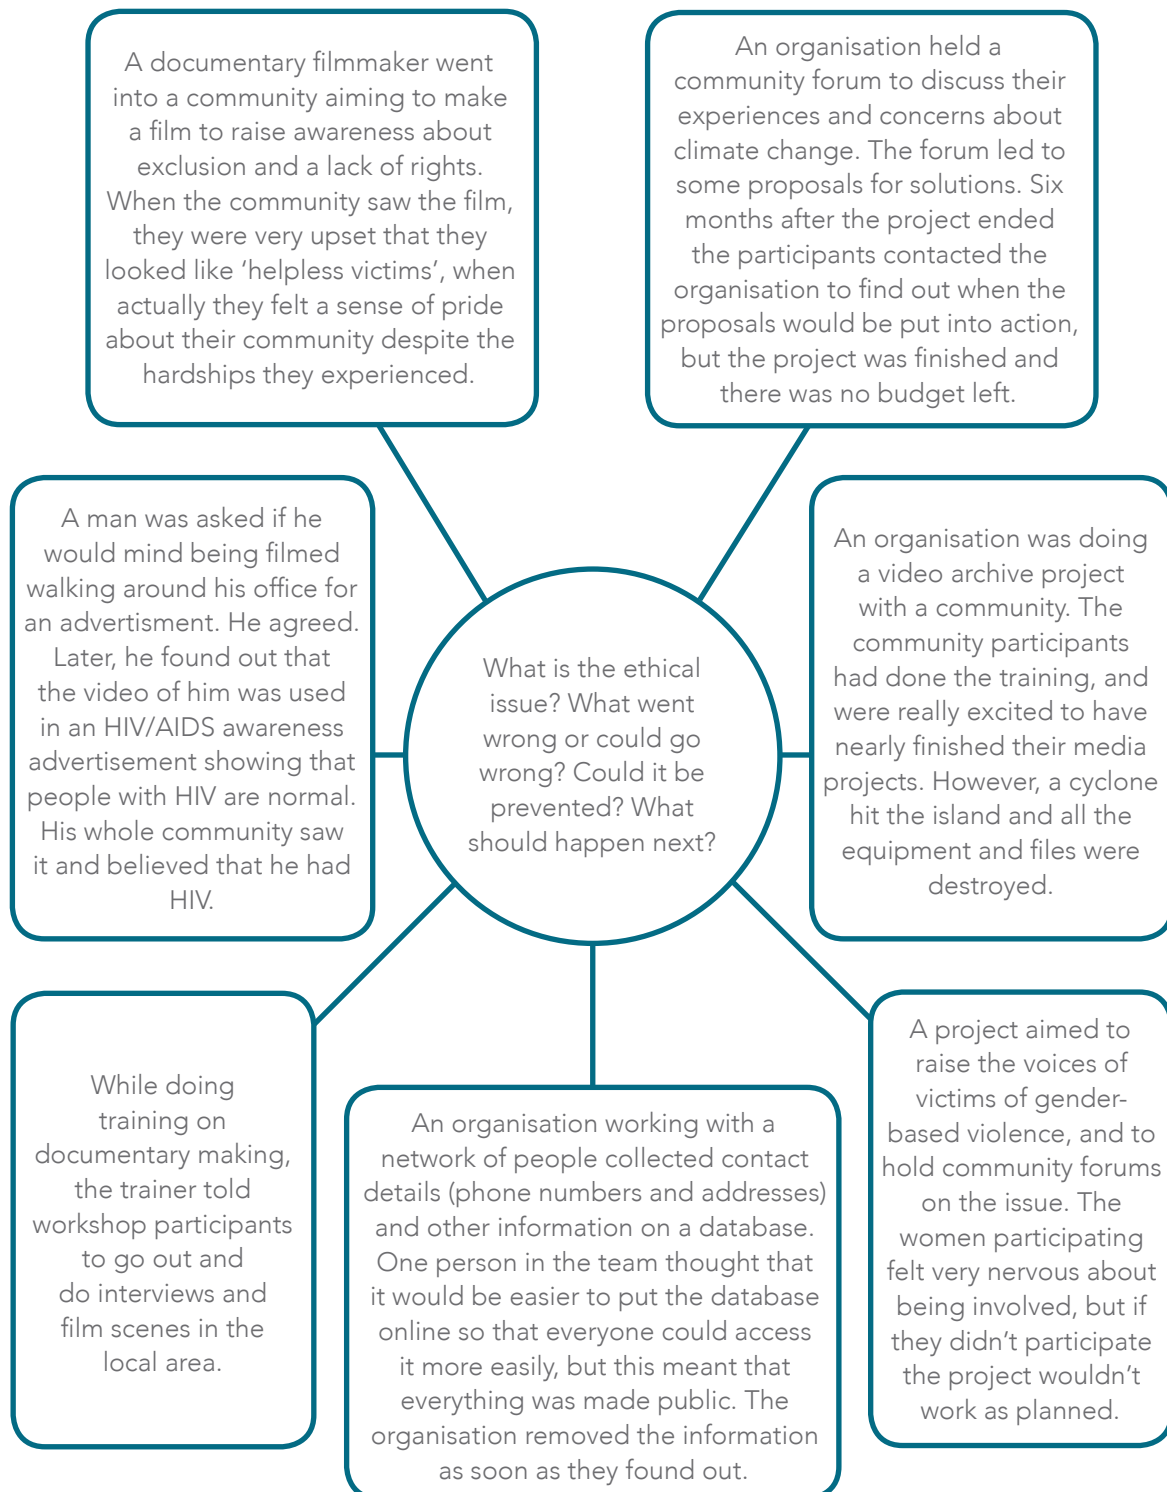 A documentary filmmaker went
into a community aiming to make
a film to raise awareness about
exclusion and a lack of rights.
When the community saw the film,
they were very upset that they
looked like ‘helpless victims’, when
actually they felt a sense of pride
about their community despite the
hardships they experienced.
An organisation held a
community forum to discuss their
experiences and concerns about
climate change. The forum led to
some proposals for solutions. Six
months after the project ended
the participants contacted the
organisation to find out when the
proposals would be put into action,
but the project was finished and
there was no budget left.
A man was asked if he
would mind being filmed
walking around his office for
an advertisment. He agreed.
Later, he found out that
the video of him was used
in an HIV/AIDS awareness
advertisement showing that
people with HIV are normal.
His whole community saw
it and believed that he had
HIV.
What is the ethical
issue? What went
wrong or could go
wrong? Could it be
prevented? What
should happen next?
An organisation was doing
a video archive project
with a community. The
community participants
had done the training, and
were really excited to have
nearly finished their media
projects. However, a cyclone
hit the island and all the
equipment and files were
destroyed.
While doing
training on
documentary making,
the trainer told
workshop participants
to go out and
do interviews and
film scenes in the
local area.
An organisation working with a
network of people collected contact
details (phone numbers and addresses)
and other information on a database.
One person in the team thought that
it would be easier to put the database
online so that everyone could access
it more easily, but this meant that
everything was made public. The
organisation removed the information
as soon as they found out.
A project aimed to
raise the voices of
victims of gender-
based violence, and to
hold community forums
on the issue. The
women participating
felt very nervous about
being involved, but if
they didn’t participate
the project wouldn’t
work as planned.